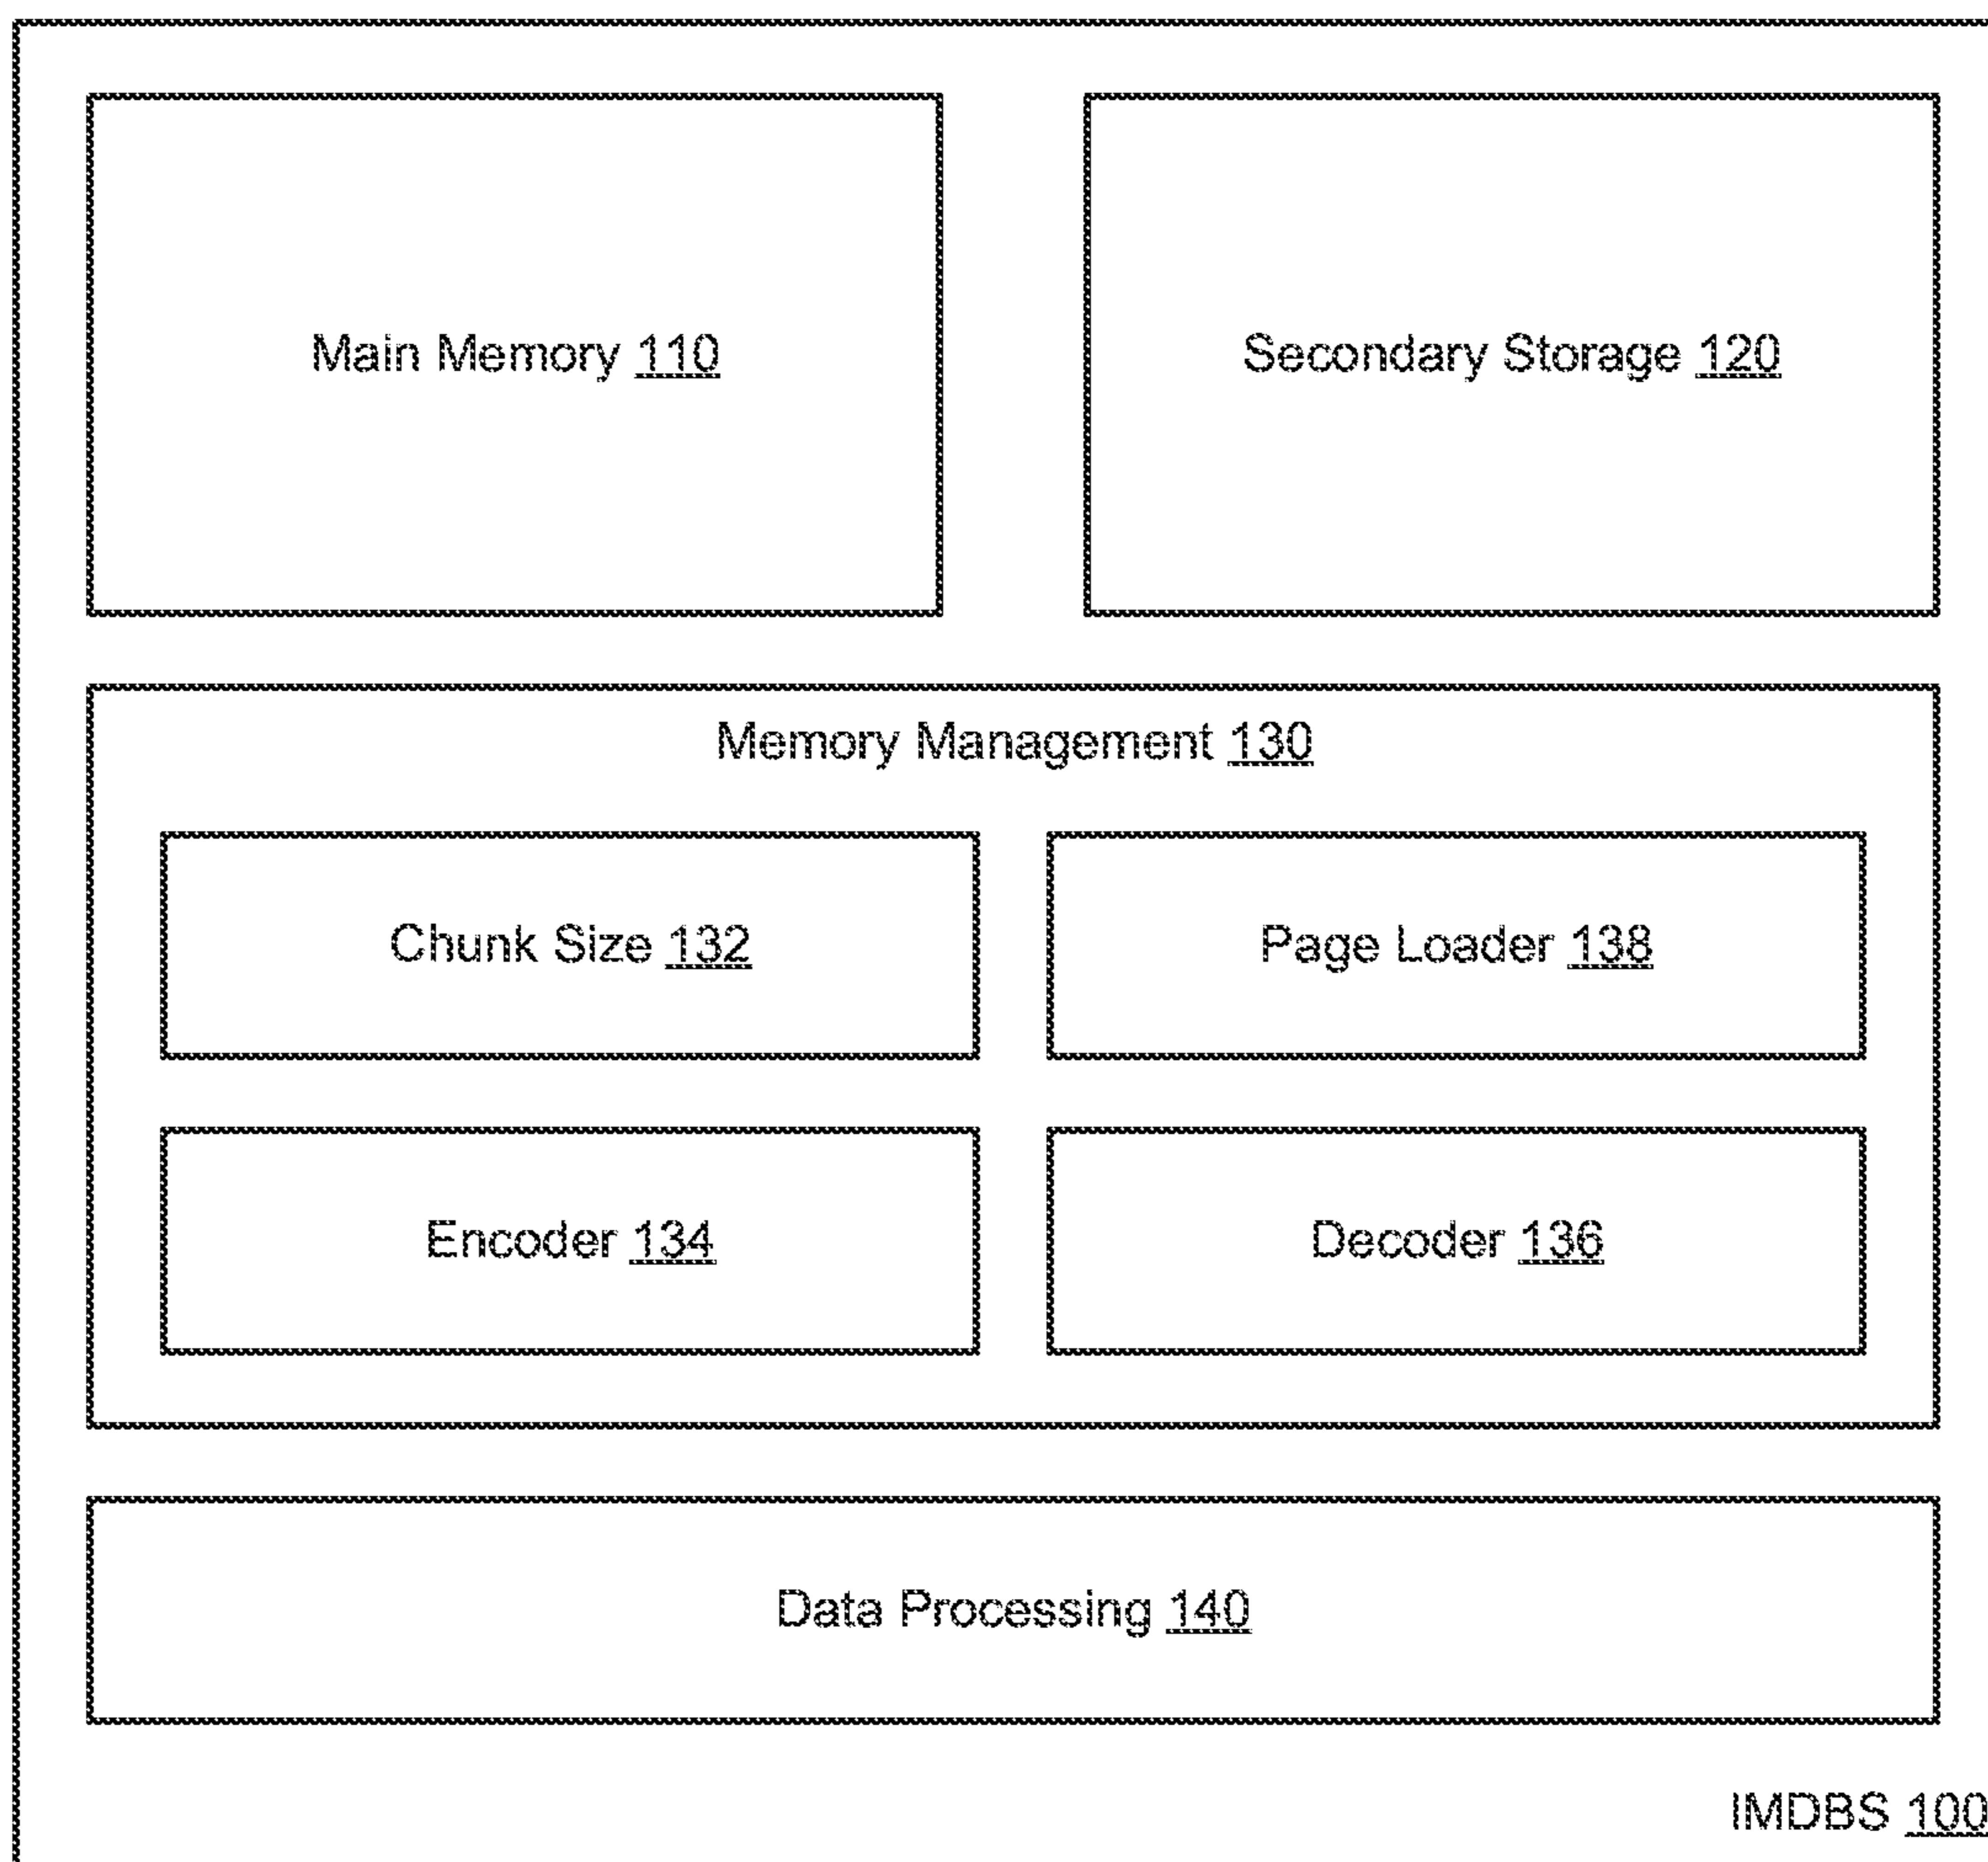 Main Memory 110
Secondary Storage 120
Memory Management 130
Chunk Size 132
Page Loader 138
Encoder 134
Decoder 136
Data Processing 140
IMDBS 100